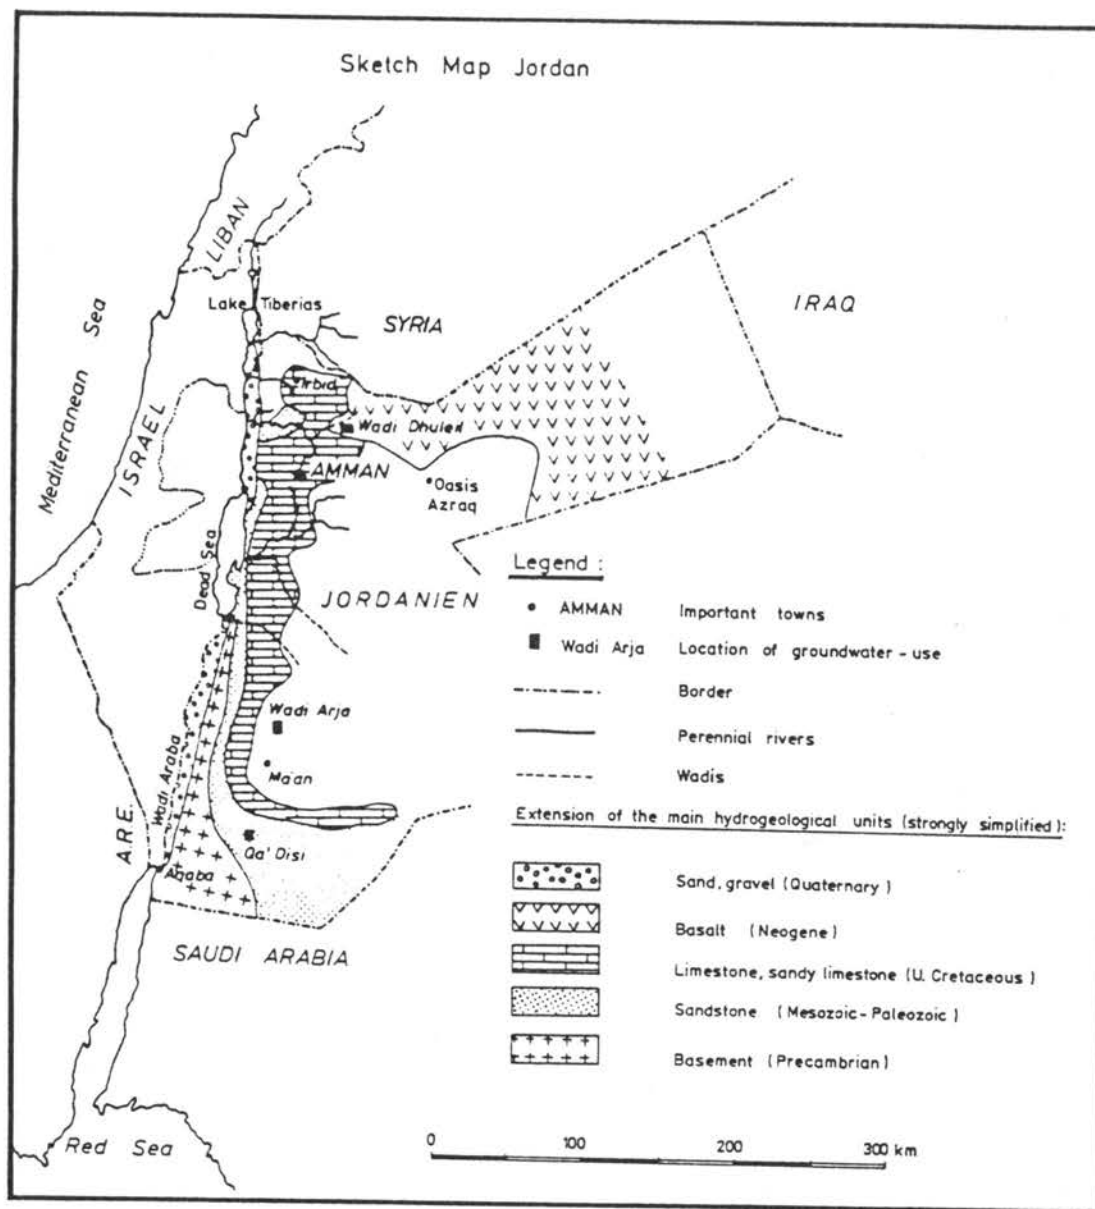 Sketch Map Jordan
LIBAN
Mediterranean Sea
Lake Tiberias
SYRIA
IRAQ
ISRAEL
Irbid
AMMAN
Oasis
Azraq
Dead Sea
JORDANIEN
Wadi Arja
Ma'an
Wadi Araba
A.R.E.
Qa' Disi
Aqaba
SAUDI ARABIA
Red Sea
Legend :
AMMAN Important towns
Wadi Arja Location of groundwater - use
Border
Perennial rivers
Wadis
Extension of the main hydrogeological units (strongly simplified):
Sand, gravel (Quaternary)
Basalt (Neogene)
Limestone, sandy limestone (U. Cretaceous)
Sandstone (Mesozoic - Paleozoic)
Basement (Precambrian)
0 100 200 300 km